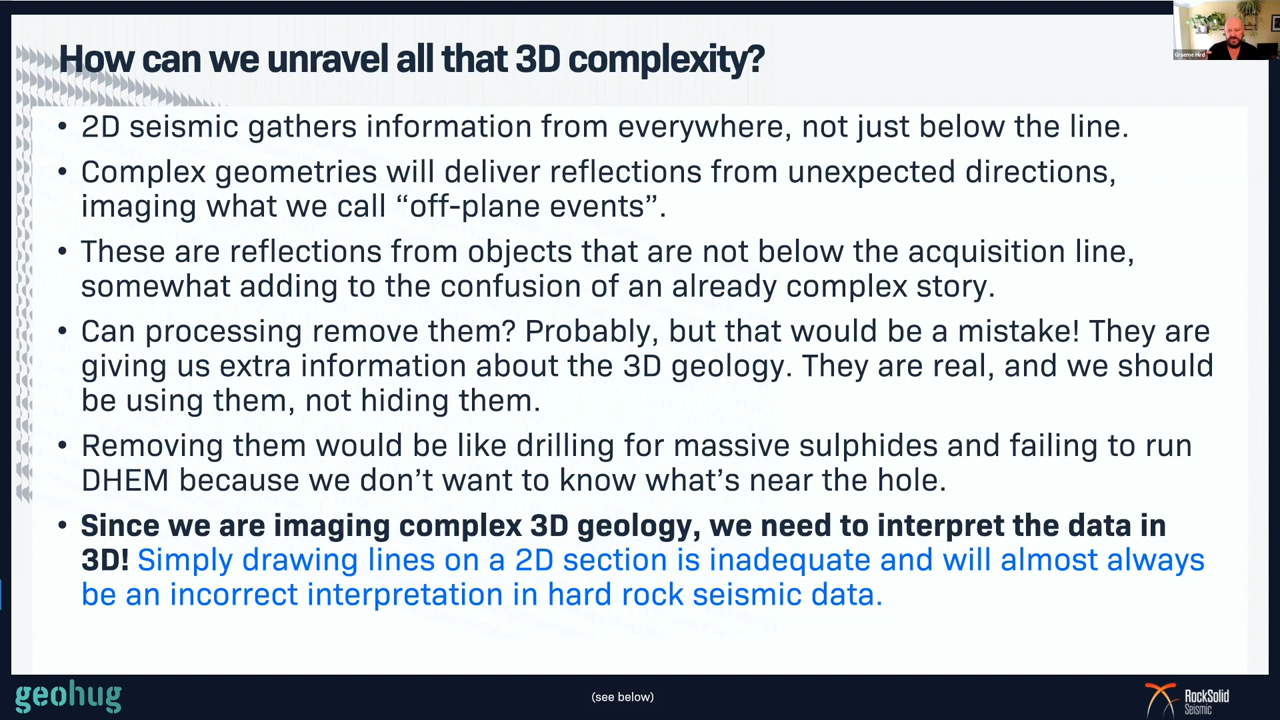 Graeme Hird
How can we unravel all that 3D complexity?
• 2D seismic gathers information from everywhere, not just below the line.
• Complex geometries will deliver reflections from unexpected directions,
imaging what we call “off-plane events”.
• These are reflections from objects that are not below the acquisition line,
somewhat adding to the confusion of an already complex story.
• Can processing remove them? Probably, but that would be a mistake! They are
giving us extra information about the 3D geology. They are real, and we should
be using them, not hiding them.
• Removing them would be like drilling for massive sulphides and failing to run
DHEM because we don’t want to know what’s near the hole.
• Since we are imaging complex 3D geology, we need to interpret the data in
3D! Simply drawing lines on a 2D section is inadequate and will almost always
be an incorrect interpretation in hard rock seismic data.
geohug
(see below)
RockSolid
Seismic